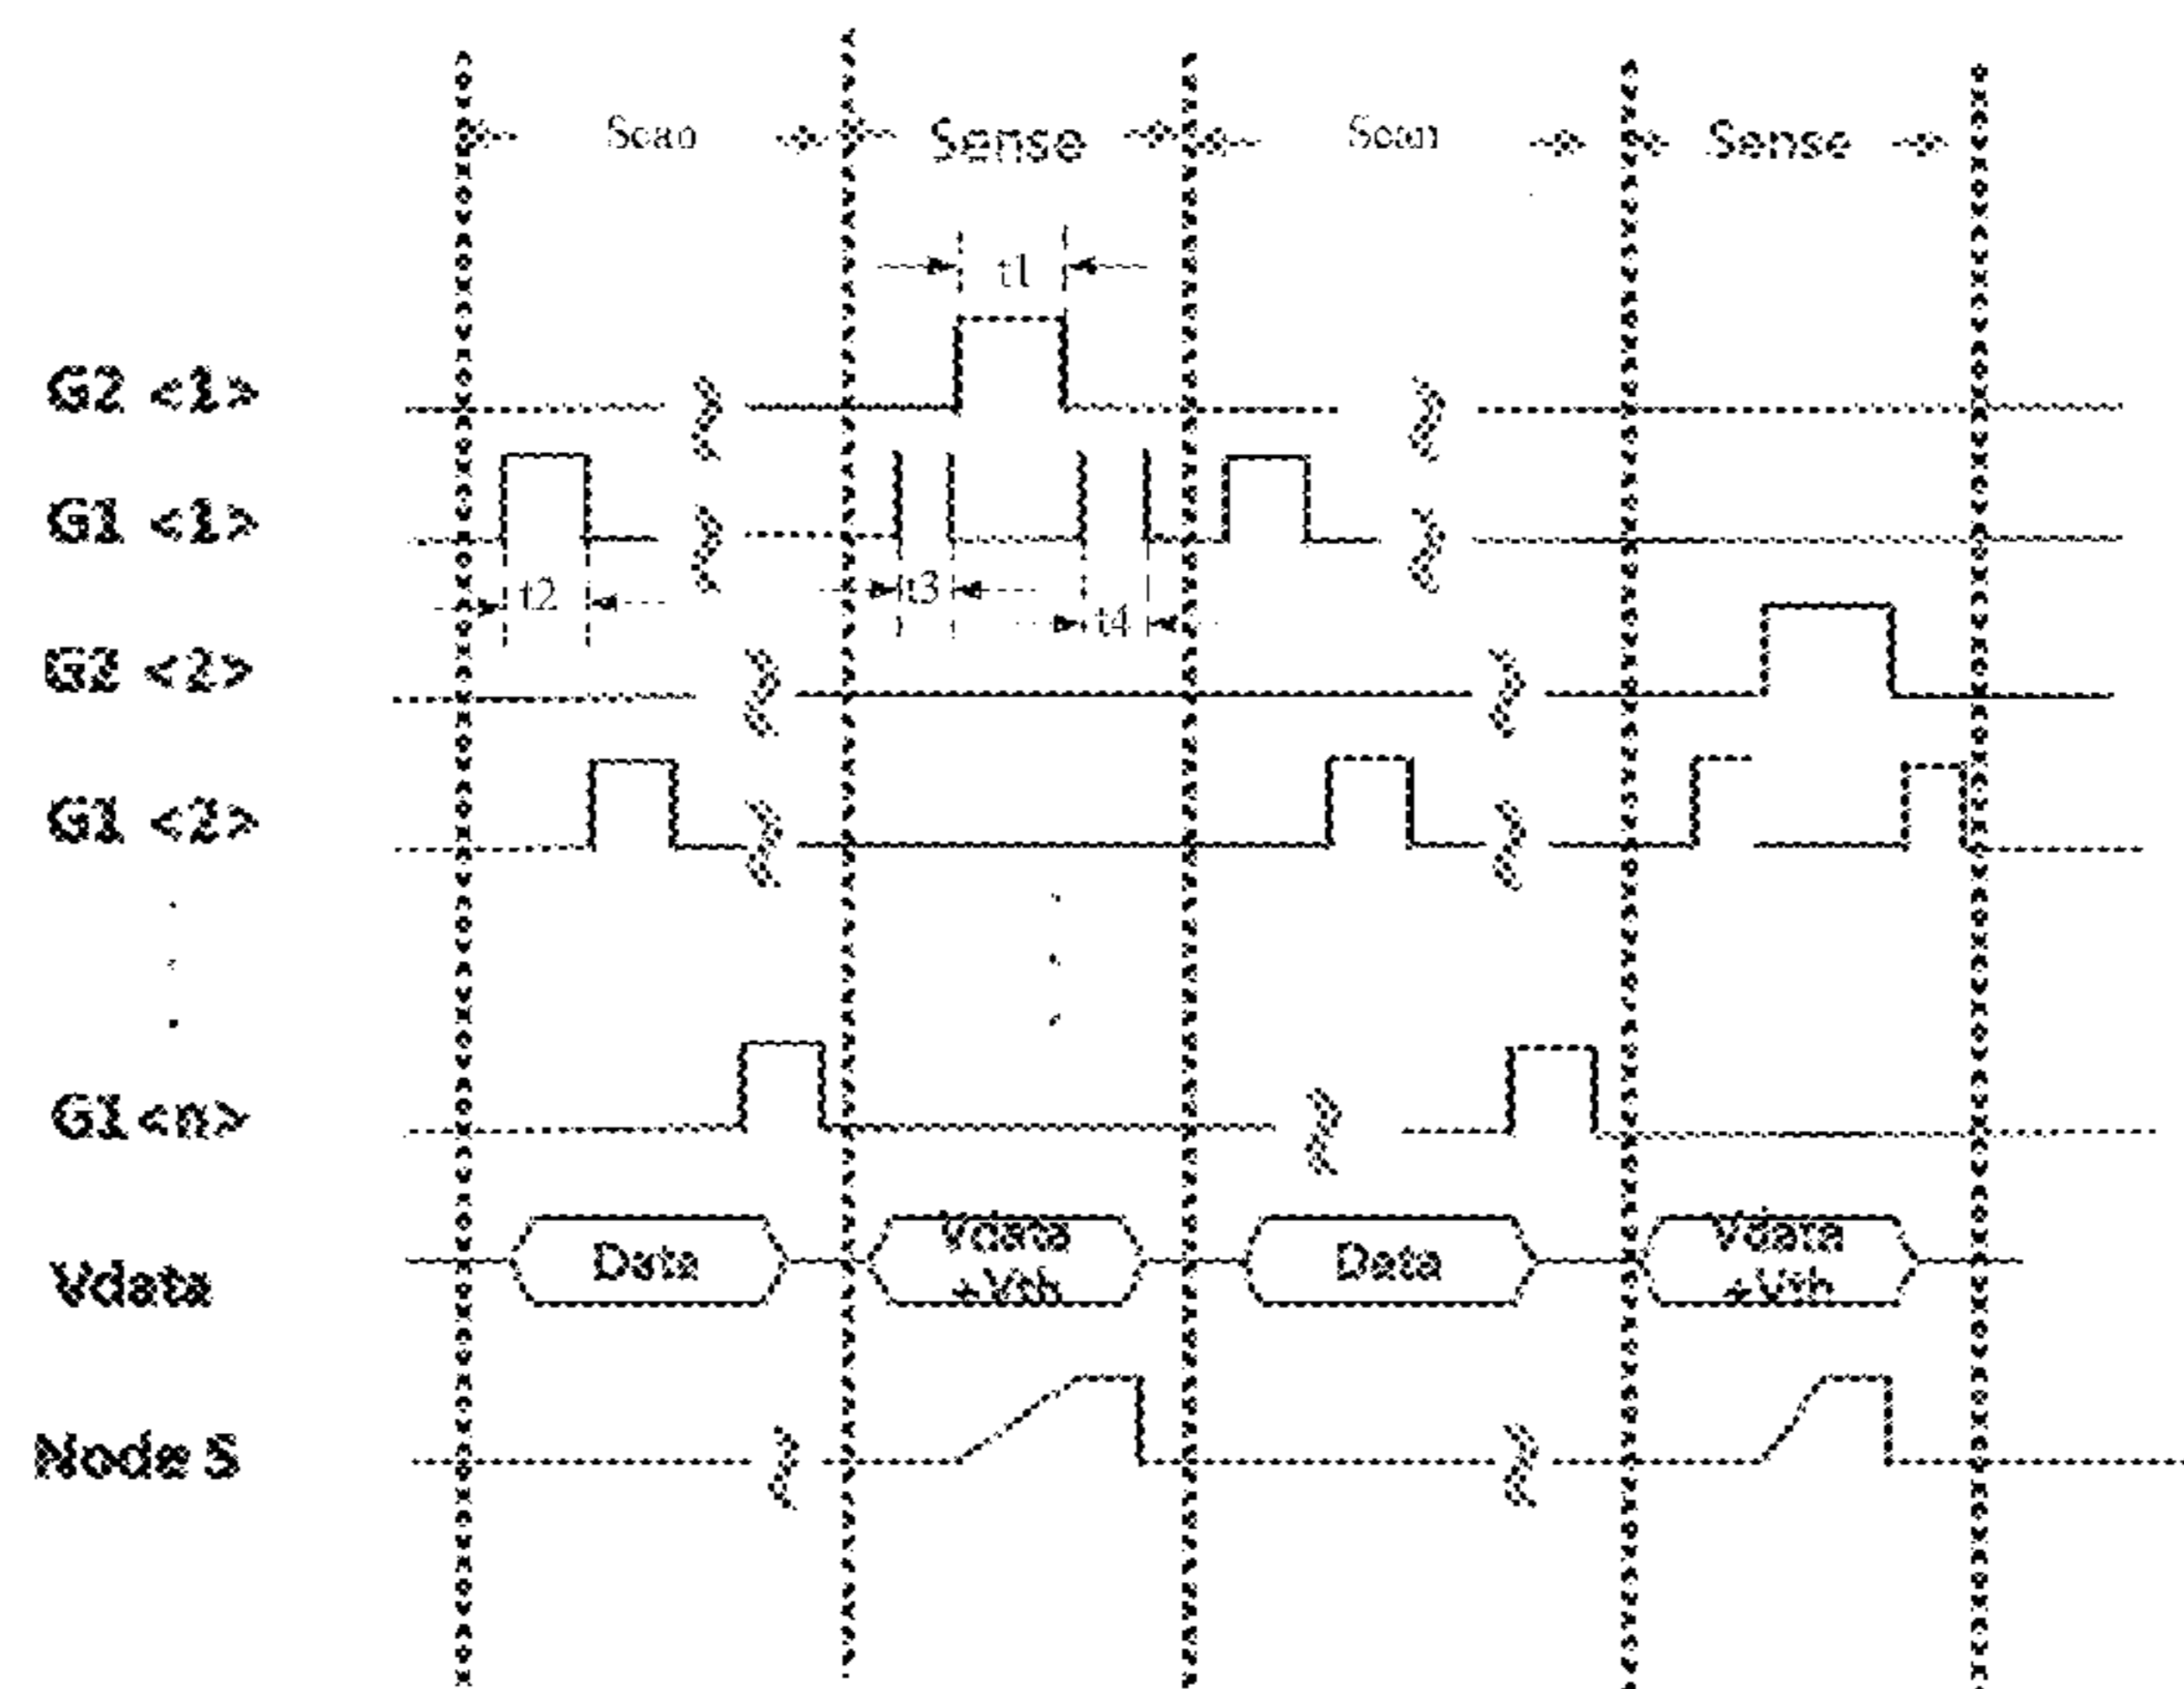 Scan Sense Scan Sense
t1
G2 <1>
G1 <1>
t2 t3
t4
G2 <2>
G1 <2>
G1<n>
Vdata Data Vdata Data Vdata
+Vth +Vth
Node S